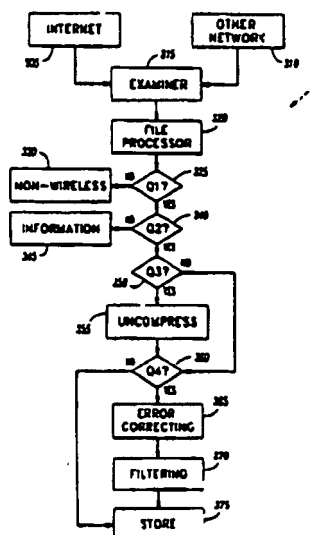 INTERNET
OTHER
NETWORK
305
315
310
EXAMINER
320
FILE
PROCESSOR
330
325
NON-WIRELESS
NO
Q1?
YES
340
INFORMATION
NO
Q2?
345
YES
Q3?
NO
350
YES
355
UNCOMPRESS
360
NO
Q4?
YES
365
ERROR
CORRECTING
370
FILTERING
375
STORE